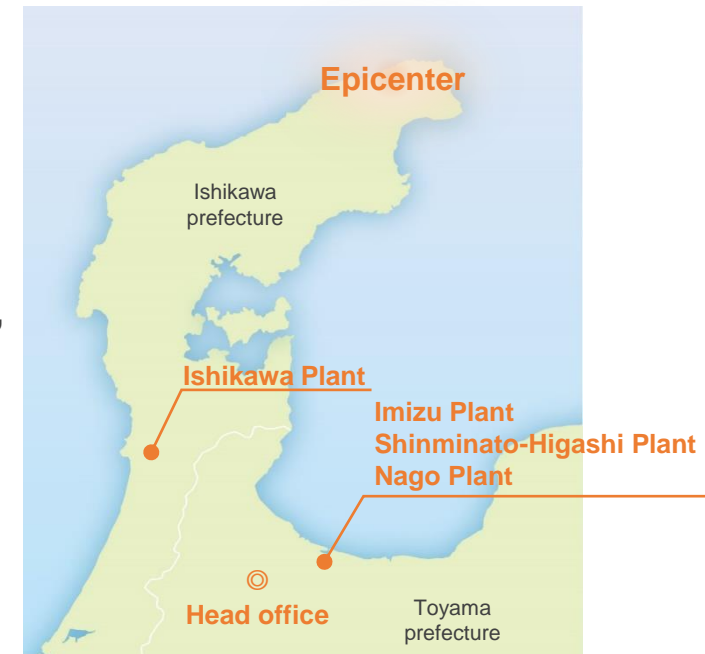 Epicenter
Ishikawa
prefecture
Ishikawa Plant
Imizu Plant
Shinminato-Higashi Plant
Nago Plant
Head office
Toyama
prefecture